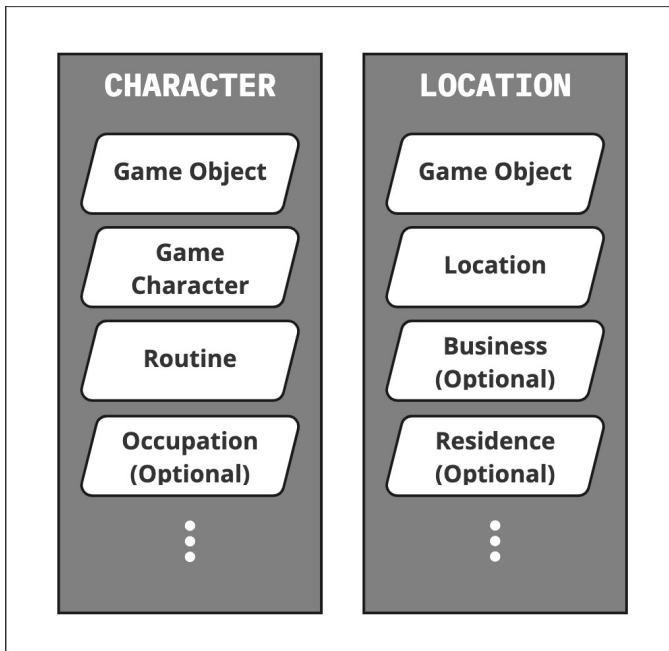 CHARACTER
Game Object
Game
Character
Routine
Occupation
(Optional)
LOCATION
Game Object
Location
Business
(Optional)
Residence
(Optional)